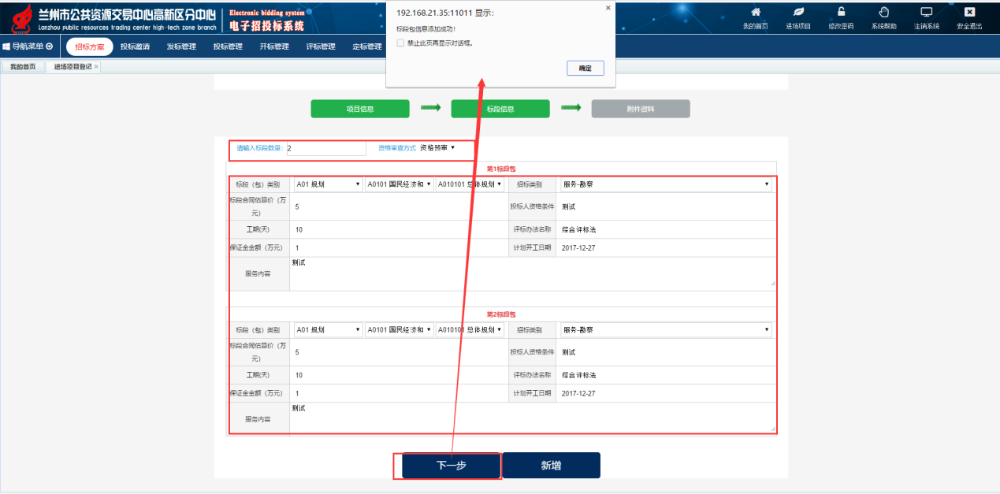 兰州市公共资源交易中心高新区分中心
Lanzhou public resources trading center high-tech zone branch
Electronic bidding system
电子招投标系统
192.168.21.35:11011 显示:
标段包信息添加成功!
禁止此页再显示对话框。
确定
我的首页 进场项目 修改密码 系统帮助 注销系统 安全退出
导航菜单 招标方案 投标邀请 发标管理 投标管理 开标管理 评标管理 定标管理
我的首页 进场项目登记
项目信息 标段信息 附件资料
请输入标段数量: 2 资格审查方式 资格预审
第1标段包
标段（包）类别 A01 规划 A0101 国民经济和 A010101 总体规划 招标类别 服务-勘察
标段合同估算价（万元） 5 投标人资格条件 测试
工期(天) 10 评标办法名称 综合评标法
保证金金额（万元） 1 计划开工日期 2017-12-27
服务内容 测试
第2标段包
标段（包）类别 A01 规划 A0101 国民经济和 A010101 总体规划 招标类别 服务-勘察
标段合同估算价（万元） 5 投标人资格条件 测试
工期(天) 10 评标办法名称 综合评标法
保证金金额（万元） 1 计划开工日期 2017-12-27
服务内容 测试
下一步 新增